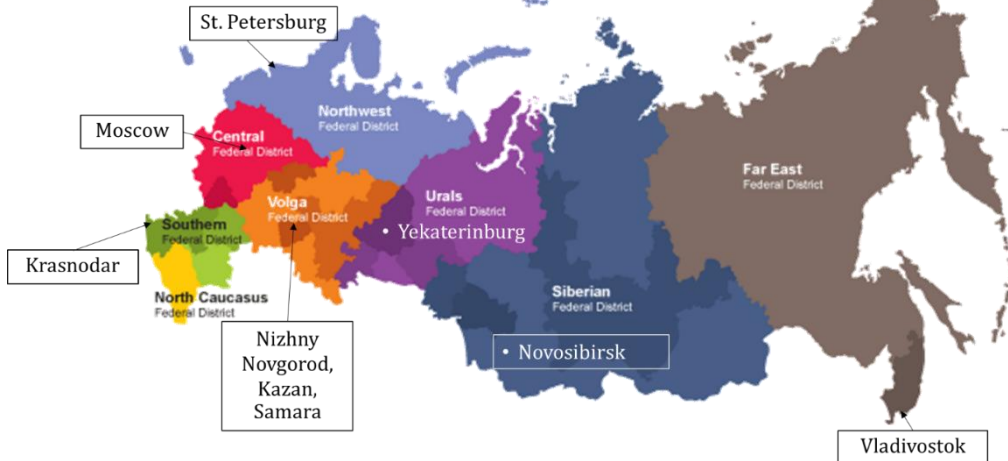 St. Petersburg
Northwest
Federal District
Moscow
Central
Federal District
Far East
Federal District
Volga
Federal District
Urals
Federal District
• Yekaterinburg
Southern
Federal District
Krasnodar
North Caucasus
Federal District
Siberian
Federal District
Nizhny
Novgorod,
Kazan,
Samara
• Novosibirsk
Vladivostok